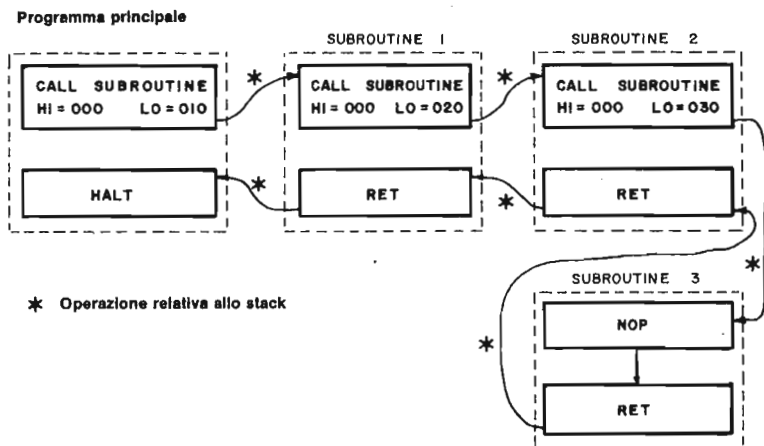 Programma principale
SUBROUTINE 1
SUBROUTINE 2
CALL SUBROUTINE
HI = 000 LO = 010
CALL SUBROUTINE
HI = 000 LO = 020
CALL SUBROUTINE
HI = 000 LO = 030
HALT
RET
RET
* Operazione relativa allo stack
SUBROUTINE 3
NOP
RET